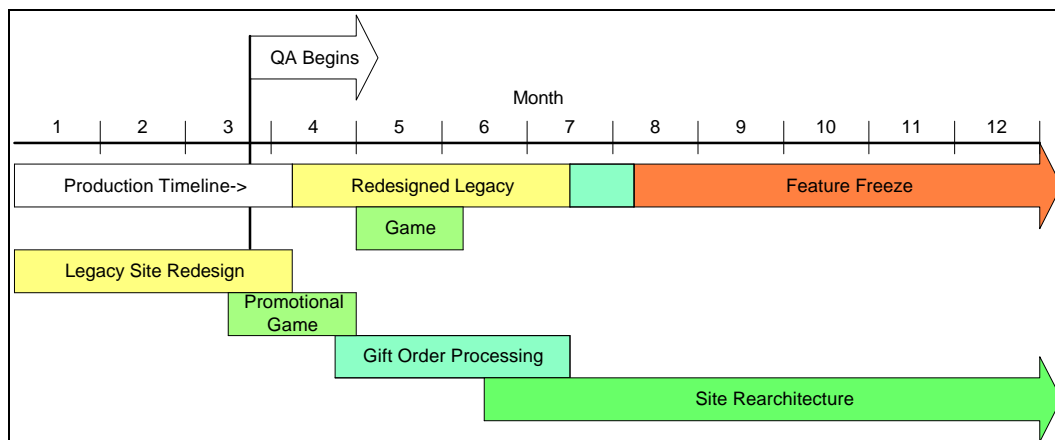 QA Begins
Month
1 2 3 4 5 6 7 8 9 10 11 12
Production Timeline-> Redesigned Legacy Feature Freeze
Game
Legacy Site Redesign
Promotional
Game
Gift Order Processing
Site Rearchitecture